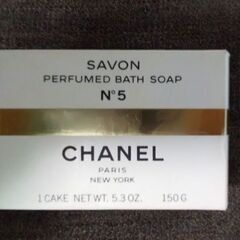 SAVON
PERFUMED BATH SOAP
N°5
CHANEL
PARIS
NEW YORK
1 CAKE NET WT. 5.3 OZ. 150 G